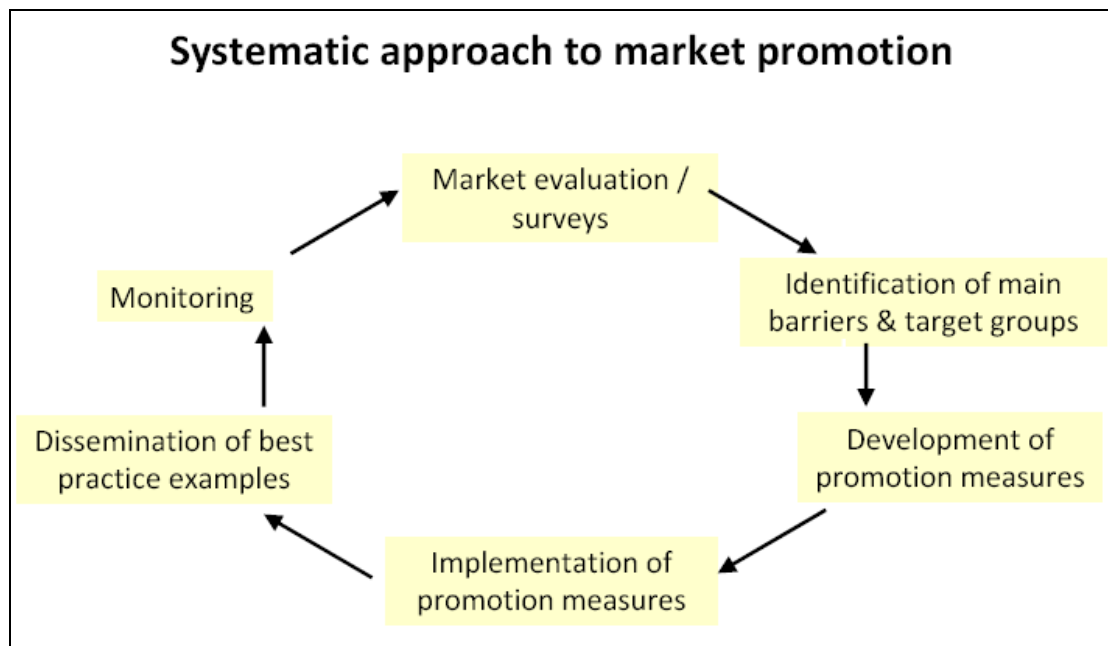 Systematic approach to market promotion
Market evaluation /
surveys
Identification of main
barriers & target groups
Development of
promotion measures
Implementation of
promotion measures
Dissemination of best
practice examples
Monitoring